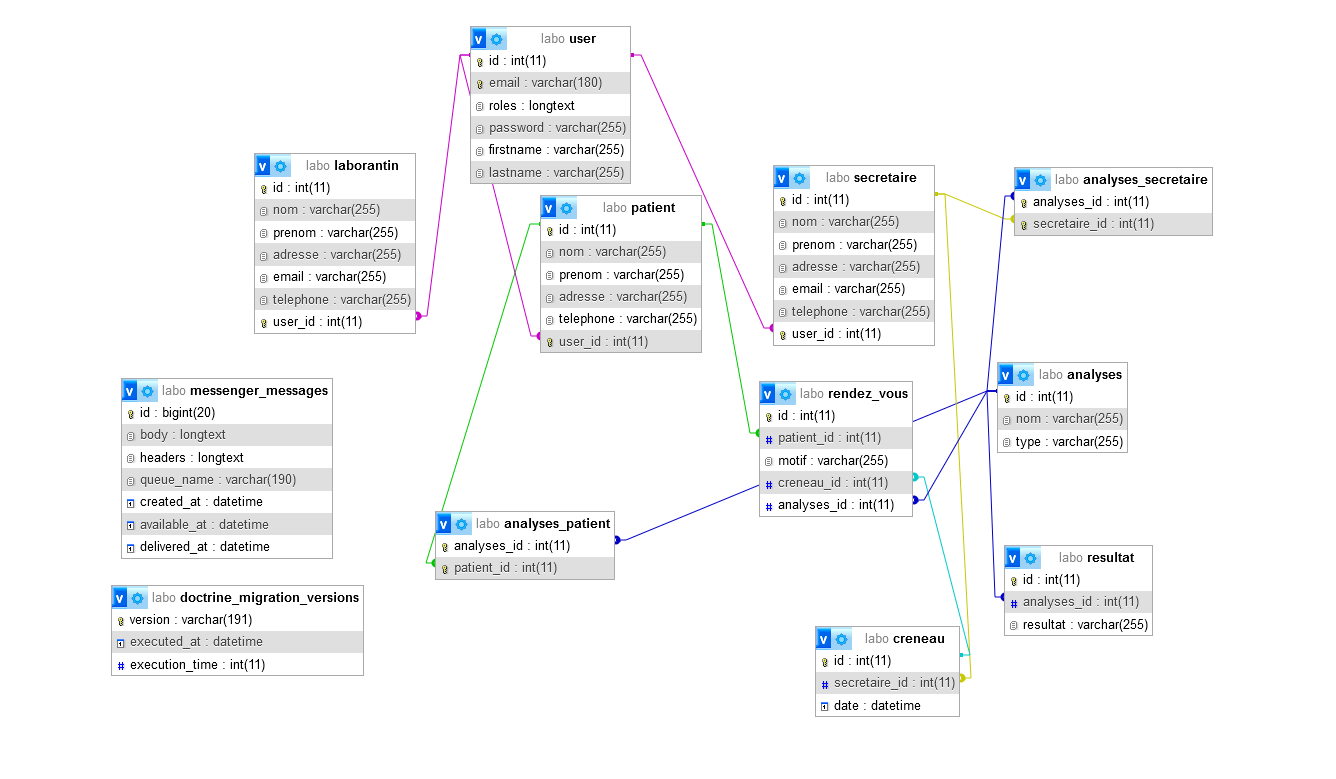 labo user
id : int(11)
email : varchar(180)
roles : longtext
password : varchar(255)
firstname : varchar(255)
lastname : varchar(255)
labo laborantin
id : int(11)
nom : varchar(255)
prenom : varchar(255)
adresse : varchar(255)
email : varchar(255)
telephone : varchar(255)
user_id : int(11)
labo patient
id : int(11)
nom : varchar(255)
prenom : varchar(255)
adresse : varchar(255)
telephone : varchar(255)
user_id : int(11)
labo secretaire
id : int(11)
nom : varchar(255)
prenom : varchar(255)
adresse : varchar(255)
email : varchar(255)
telephone : varchar(255)
user_id : int(11)
labo analyses_secretaire
analyses_id : int(11)
secretaire_id : int(11)
labo messenger_messages
id : bigint(20)
body : longtext
headers : longtext
queue_name : varchar(190)
created_at : datetime
available_at : datetime
delivered_at : datetime
labo rendez_vous
id : int(11)
patient_id : int(11)
motif : varchar(255)
creneau_id : int(11)
analyses_id : int(11)
labo analyses
id : int(11)
nom : varchar(255)
type : varchar(255)
labo analyses_patient
analyses_id : int(11)
patient_id : int(11)
labo resultat
id : int(11)
analyses_id : int(11)
resultat : varchar(255)
labo doctrine_migration_versions
version : varchar(191)
executed_at : datetime
execution_time : int(11)
labo creneau
id : int(11)
secretaire_id : int(11)
date : datetime